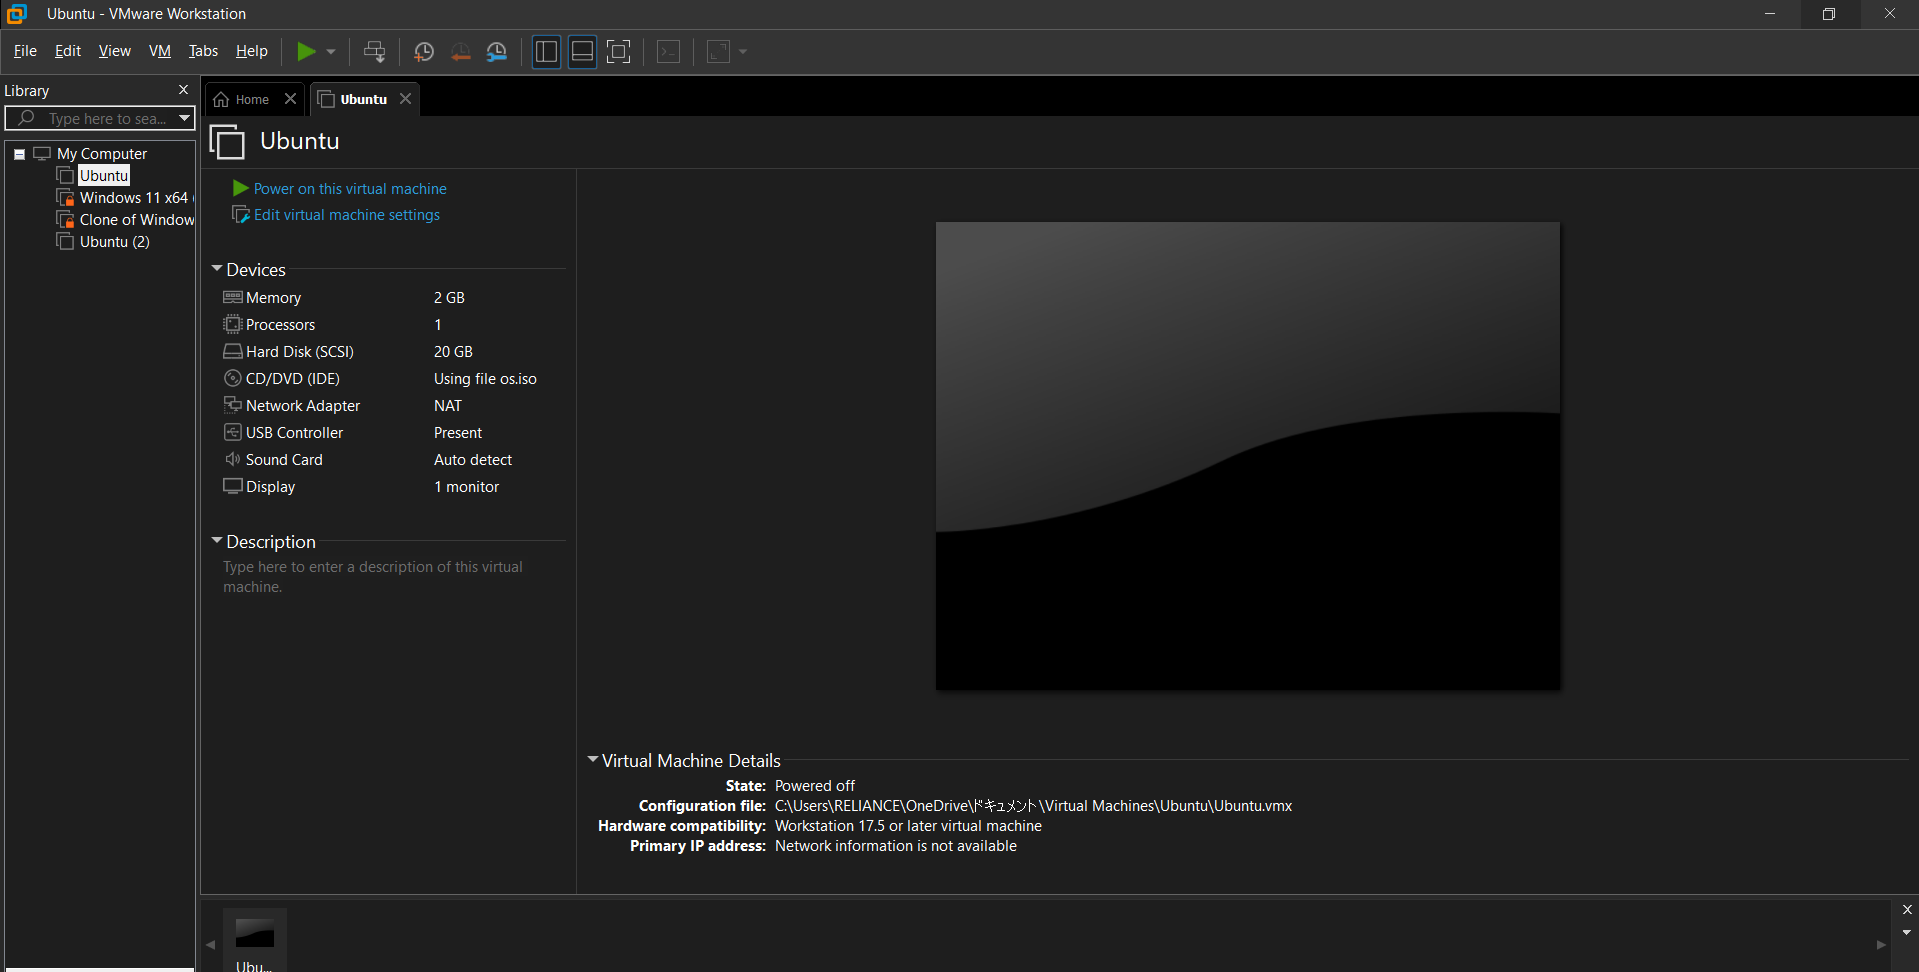 Ubuntu - VMware Workstation
File Edit View VM Tabs Help
Library
Type here to sea...
My Computer
Ubuntu
Windows 11 x64
Clone of Window
Ubuntu (2)
Home
Ubuntu
Ubuntu
Power on this virtual machine
Edit virtual machine settings
Devices
Memory 2 GB
Processors 1
Hard Disk (SCSI) 20 GB
CD/DVD (IDE) Using file os.iso
Network Adapter NAT
USB Controller Present
Sound Card Auto detect
Display 1 monitor
Description
Type here to enter a description of this virtual
machine.
Virtual Machine Details
State: Powered off
Configuration file: C:\Users\RELIANCE\OneDrive\ドキュメント\Virtual Machines\Ubuntu\Ubuntu.vmx
Hardware compatibility: Workstation 17.5 or later virtual machine
Primary IP address: Network information is not available
Ubu...